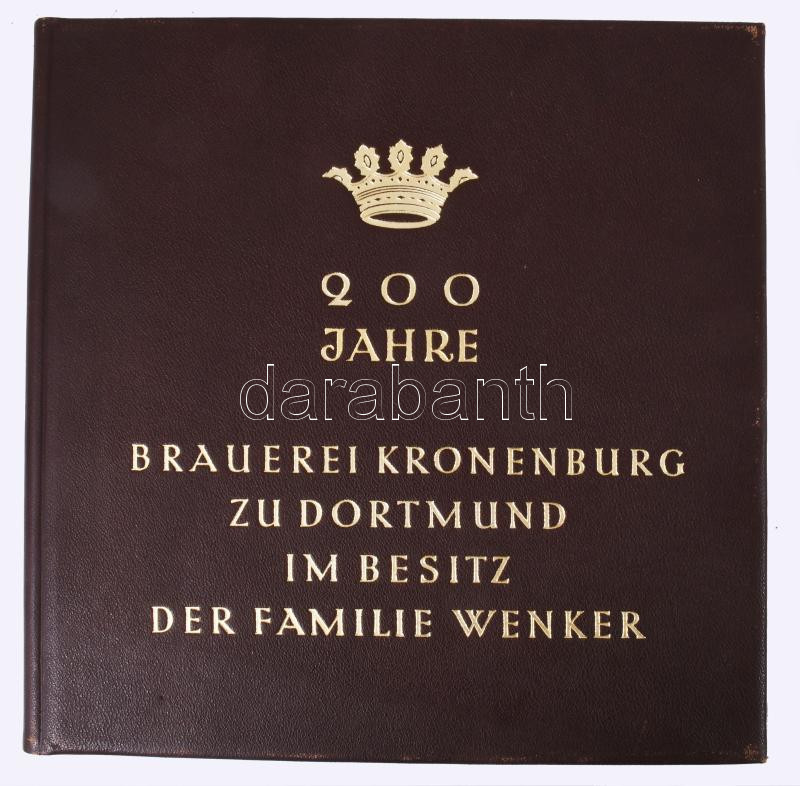 200
JAHRE
darabanth
BRAUEREI KRONENBURG
ZU DORTMUND
IM BESITZ
DER FAMILIE WENKER